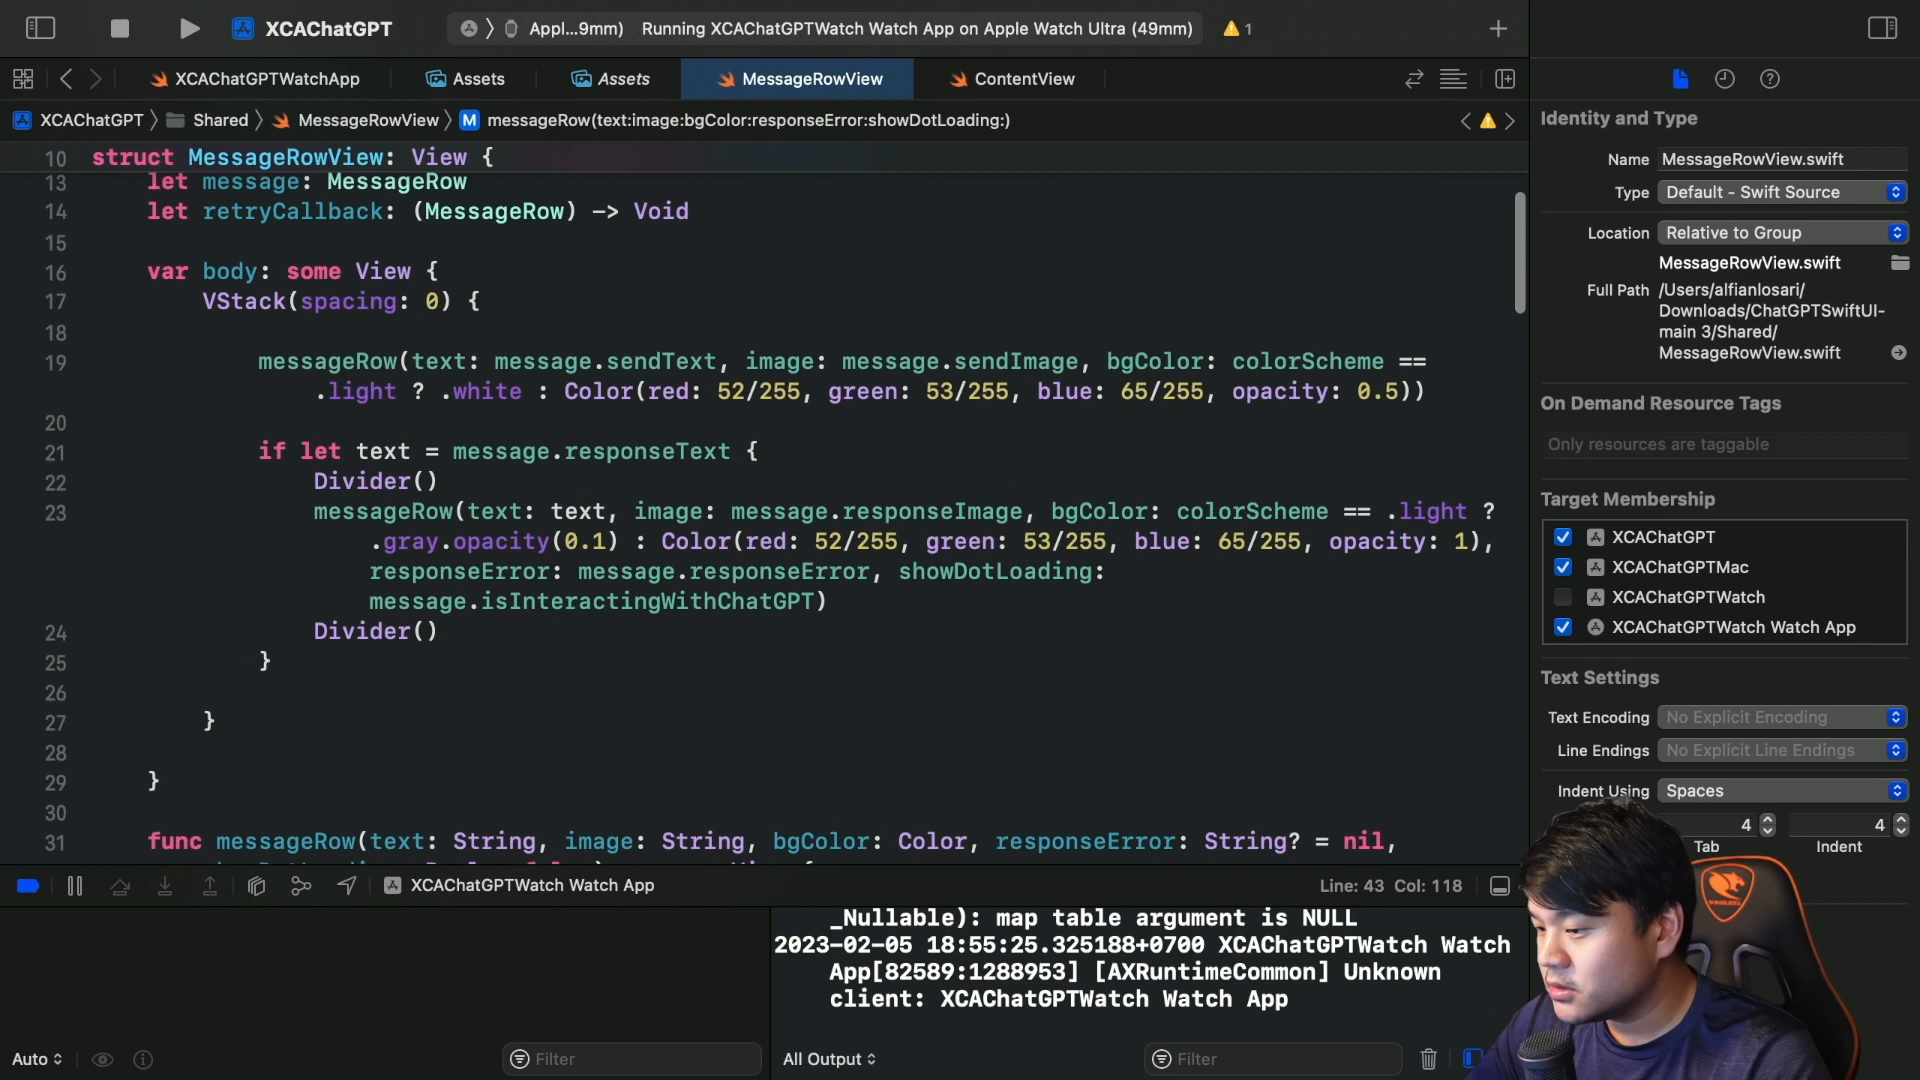 XCAChatGPT
Appl...9mm) Running XCAChatGPTWatch Watch App on Apple Watch Ultra (49mm)
1
XCAChatGPTWatchApp
Assets
Assets
MessageRowView
ContentView
XCAChatGPT
Shared
MessageRowView
M messageRow(text:image:bgColor:responseError:showDotLoading:)
10 struct MessageRowView: View {
13 let message: MessageRow
14 let retryCallback: (MessageRow) -> Void
15
16 var body: some View {
17 VStack(spacing: 0) {
18
19 messageRow(text: message.sendText, image: message.sendImage, bgColor: colorScheme ==
.light ? .white : Color(red: 52/255, green: 53/255, blue: 65/255, opacity: 0.5))
20
21 if let text = message.responseText {
22 Divider()
23 messageRow(text: text, image: message.responseImage, bgColor: colorScheme == .light ?
.gray.opacity(0.1) : Color(red: 52/255, green: 53/255, blue: 65/255, opacity: 1),
responseError: message.responseError, showDotLoading:
message.isInteractingWithChatGPT)
24 Divider()
25 }
26
27 }
28
29 }
30
31 func messageRow(text: String, image: String, bgColor: Color, responseError: String? = nil,
XCAChatGPTWatch Watch App
Line: 43 Col: 118
_Nullable): map table argument is NULL
2023-02-05 18:55:25.325188+0700 XCAChatGPTWatch Watch
App[82589:1288953] [AXRuntimeCommon] Unknown
client: XCAChatGPTWatch Watch App
Auto
Filter
All Output
Filter
Identity and Type
Name MessageRowView.swift
Type Default - Swift Source
Location Relative to Group
MessageRowView.swift
Full Path /Users/alfianlosari/
Downloads/ChatGPTSwiftUI-
main 3/Shared/
MessageRowView.swift
On Demand Resource Tags
Only resources are taggable
Target Membership
XCAChatGPT
XCAChatGPTMac
XCAChatGPTWatch
XCAChatGPTWatch Watch App
Text Settings
Text Encoding No Explicit Encoding
Line Endings No Explicit Line Endings
Indent Using Spaces
4 4
Tab Indent